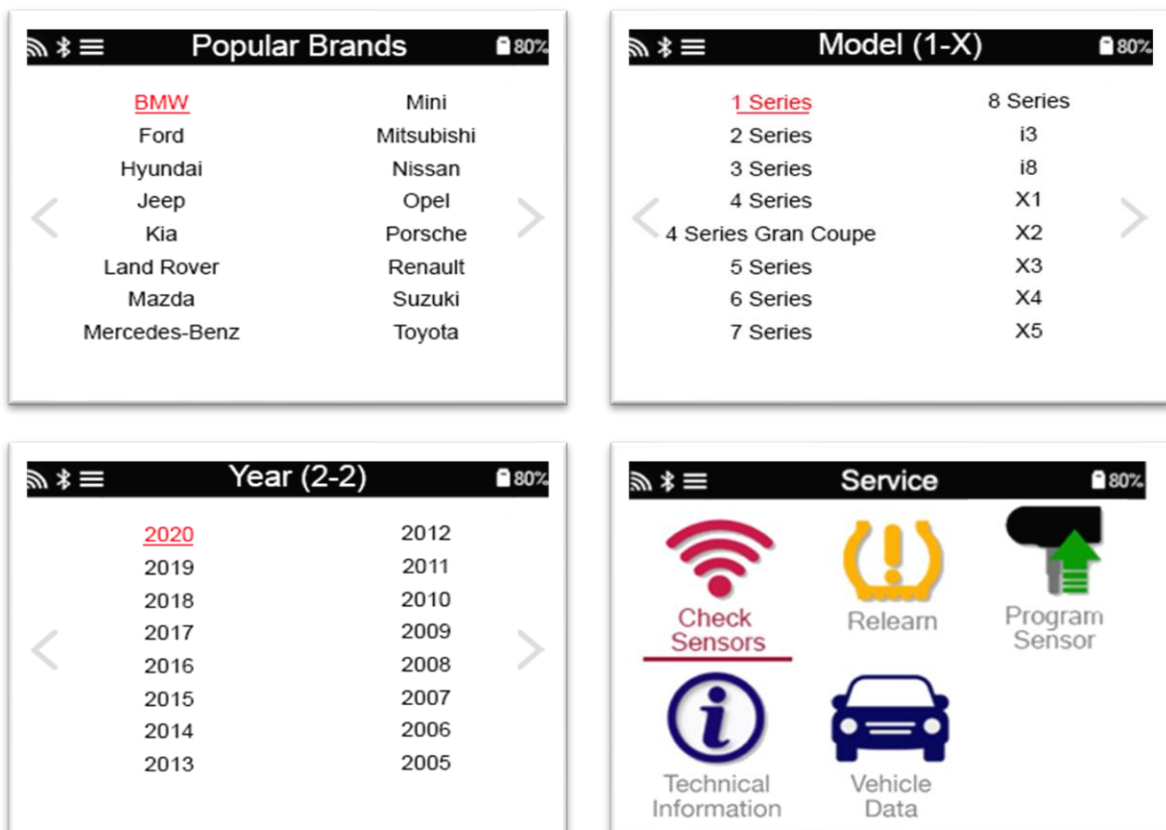 Popular Brands
80%
BMW
Ford
Hyundai
Jeep
Kia
Land Rover
Mazda
Mercedes-Benz
Mini
Mitsubishi
Nissan
Opel
Porsche
Renault
Suzuki
Toyota
Model (1-X)
80%
1 Series
2 Series
3 Series
4 Series
4 Series Gran Coupe
5 Series
6 Series
7 Series
8 Series
i3
i8
X1
X2
X3
X4
X5
Year (2-2)
80%
2020
2019
2018
2017
2016
2015
2014
2013
2012
2011
2010
2009
2008
2007
2006
2005
Service
80%
Check
Sensors
Relearn
Program
Sensor
Technical
Information
Vehicle
Data